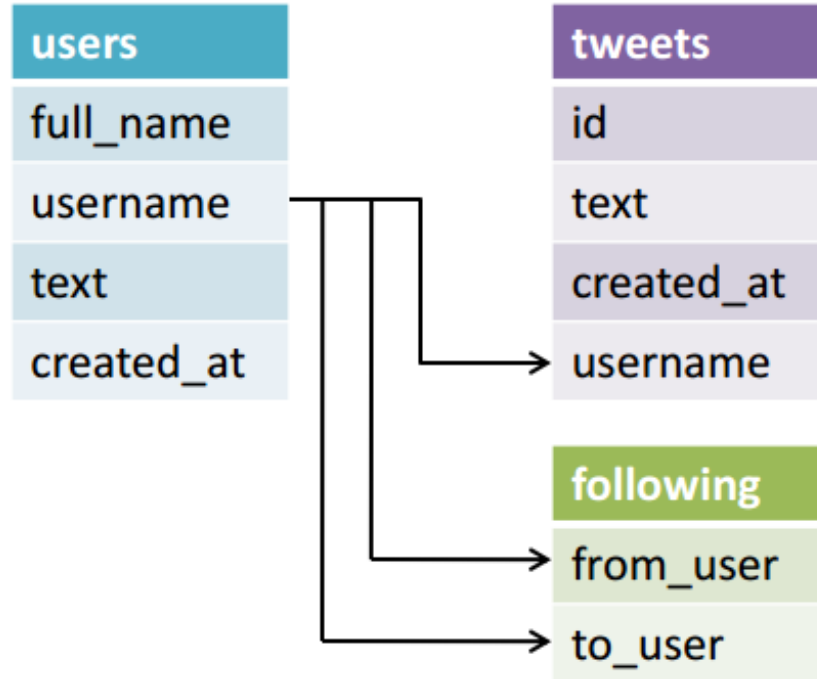 users
full_name
username
text
created_at
tweets
id
text
created_at
username
following
from_user
to_user